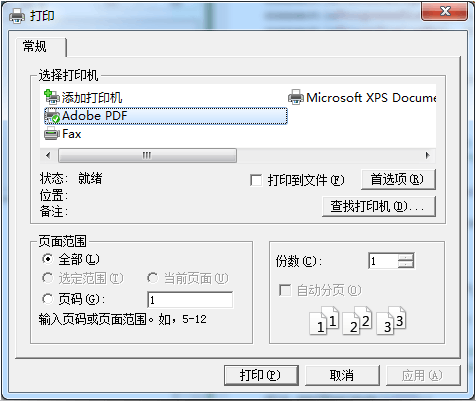 打印
常规
选择打印机
添加打印机
Microsoft XPS Docume
Adobe PDF
Fax
状态: 就绪
位置:
备注:
打印到文件(F)
首选项(R)
查找打印机(D)...
页面范围
全部(L)
选定范围(T)
当前页面(U)
页码(G): 1
输入页码或页面范围。如，5-12
份数(C): 1
自动分页(O)
1 1 2 2 3 3
打印(P)
取消
应用(A)